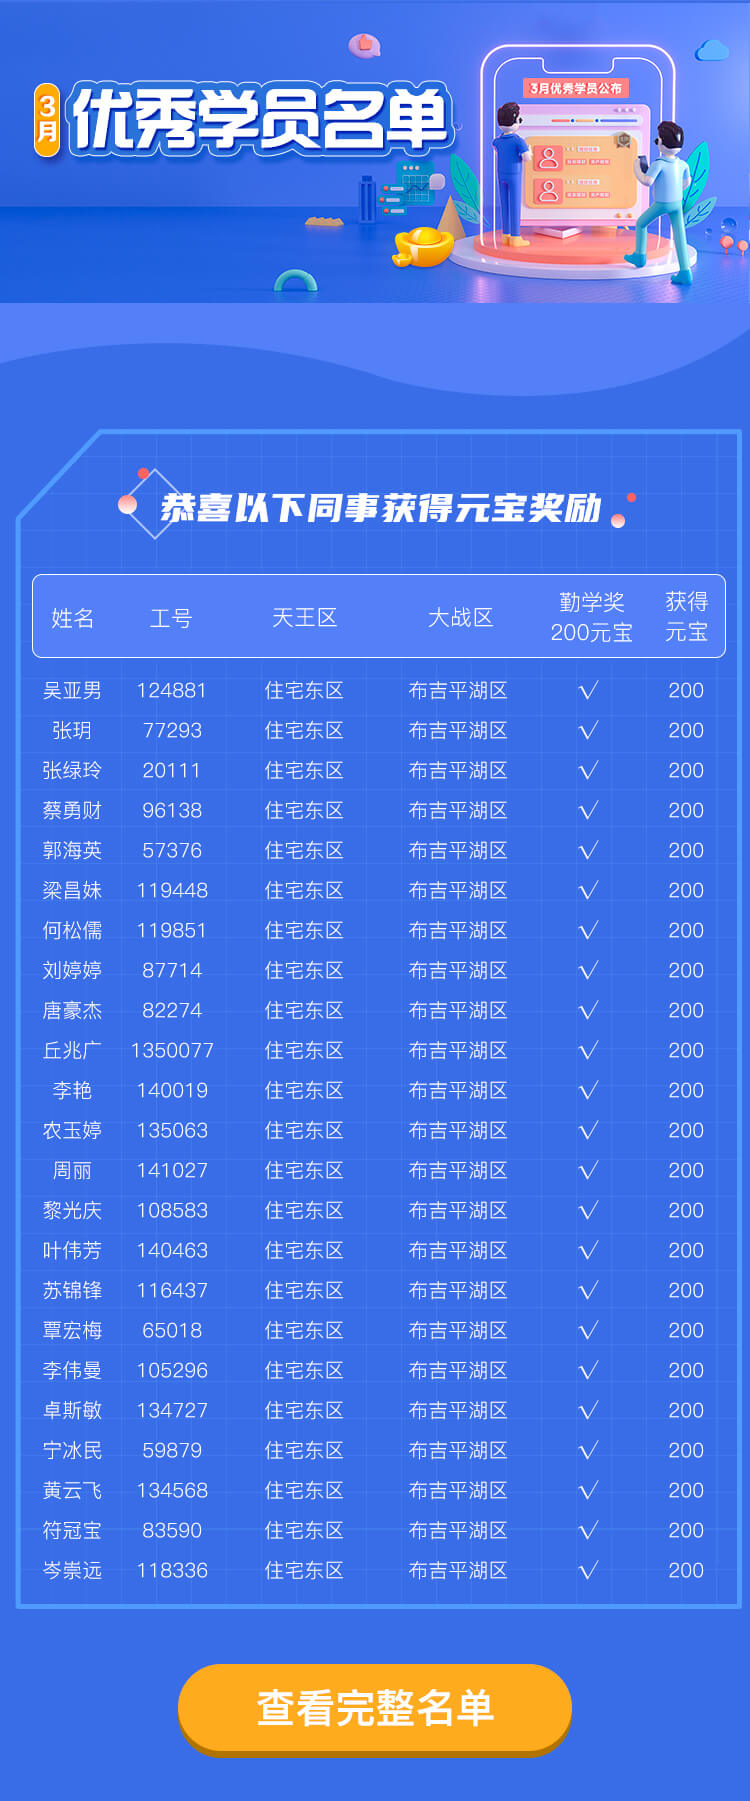 3月
优秀学员名单
3月优秀学员公布
恭喜以下同事获得元宝奖励
姓名 工号 天王区 大战区 勤学奖 200元宝 获得 元宝
吴亚男 124881 住宅东区 布吉平湖区 √ 200
张玥 77293 住宅东区 布吉平湖区 √ 200
张绿玲 20111 住宅东区 布吉平湖区 √ 200
蔡勇财 96138 住宅东区 布吉平湖区 √ 200
郭海英 57376 住宅东区 布吉平湖区 √ 200
梁昌妹 119448 住宅东区 布吉平湖区 √ 200
何松儒 119851 住宅东区 布吉平湖区 √ 200
刘婷婷 87714 住宅东区 布吉平湖区 √ 200
唐豪杰 82274 住宅东区 布吉平湖区 √ 200
丘兆广 1350077 住宅东区 布吉平湖区 √ 200
李艳 140019 住宅东区 布吉平湖区 √ 200
农玉婷 135063 住宅东区 布吉平湖区 √ 200
周丽 141027 住宅东区 布吉平湖区 √ 200
黎光庆 108583 住宅东区 布吉平湖区 √ 200
叶伟芳 140463 住宅东区 布吉平湖区 √ 200
苏锦锋 116437 住宅东区 布吉平湖区 √ 200
覃宏梅 65018 住宅东区 布吉平湖区 √ 200
李伟曼 105296 住宅东区 布吉平湖区 √ 200
卓斯敏 134727 住宅东区 布吉平湖区 √ 200
宁冰民 59879 住宅东区 布吉平湖区 √ 200
黄云飞 134568 住宅东区 布吉平湖区 √ 200
符冠宝 83590 住宅东区 布吉平湖区 √ 200
岑崇远 118336 住宅东区 布吉平湖区 √ 200
查看完整名单